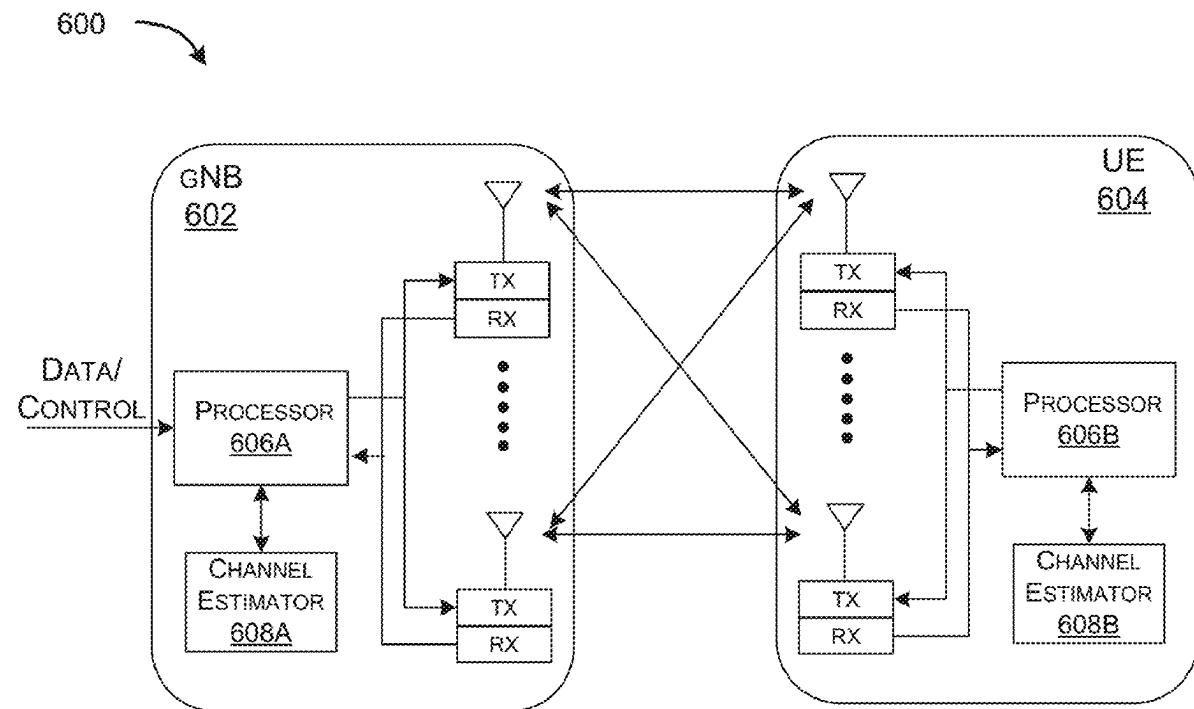 600
GNB
602
UE
604
TX
RX
TX
RX
DATA/
CONTROL
PROCESSOR
606A
PROCESSOR
606B
CHANNEL
ESTIMATOR
608A
TX
RX
TX
RX
CHANNEL
ESTIMATOR
608B